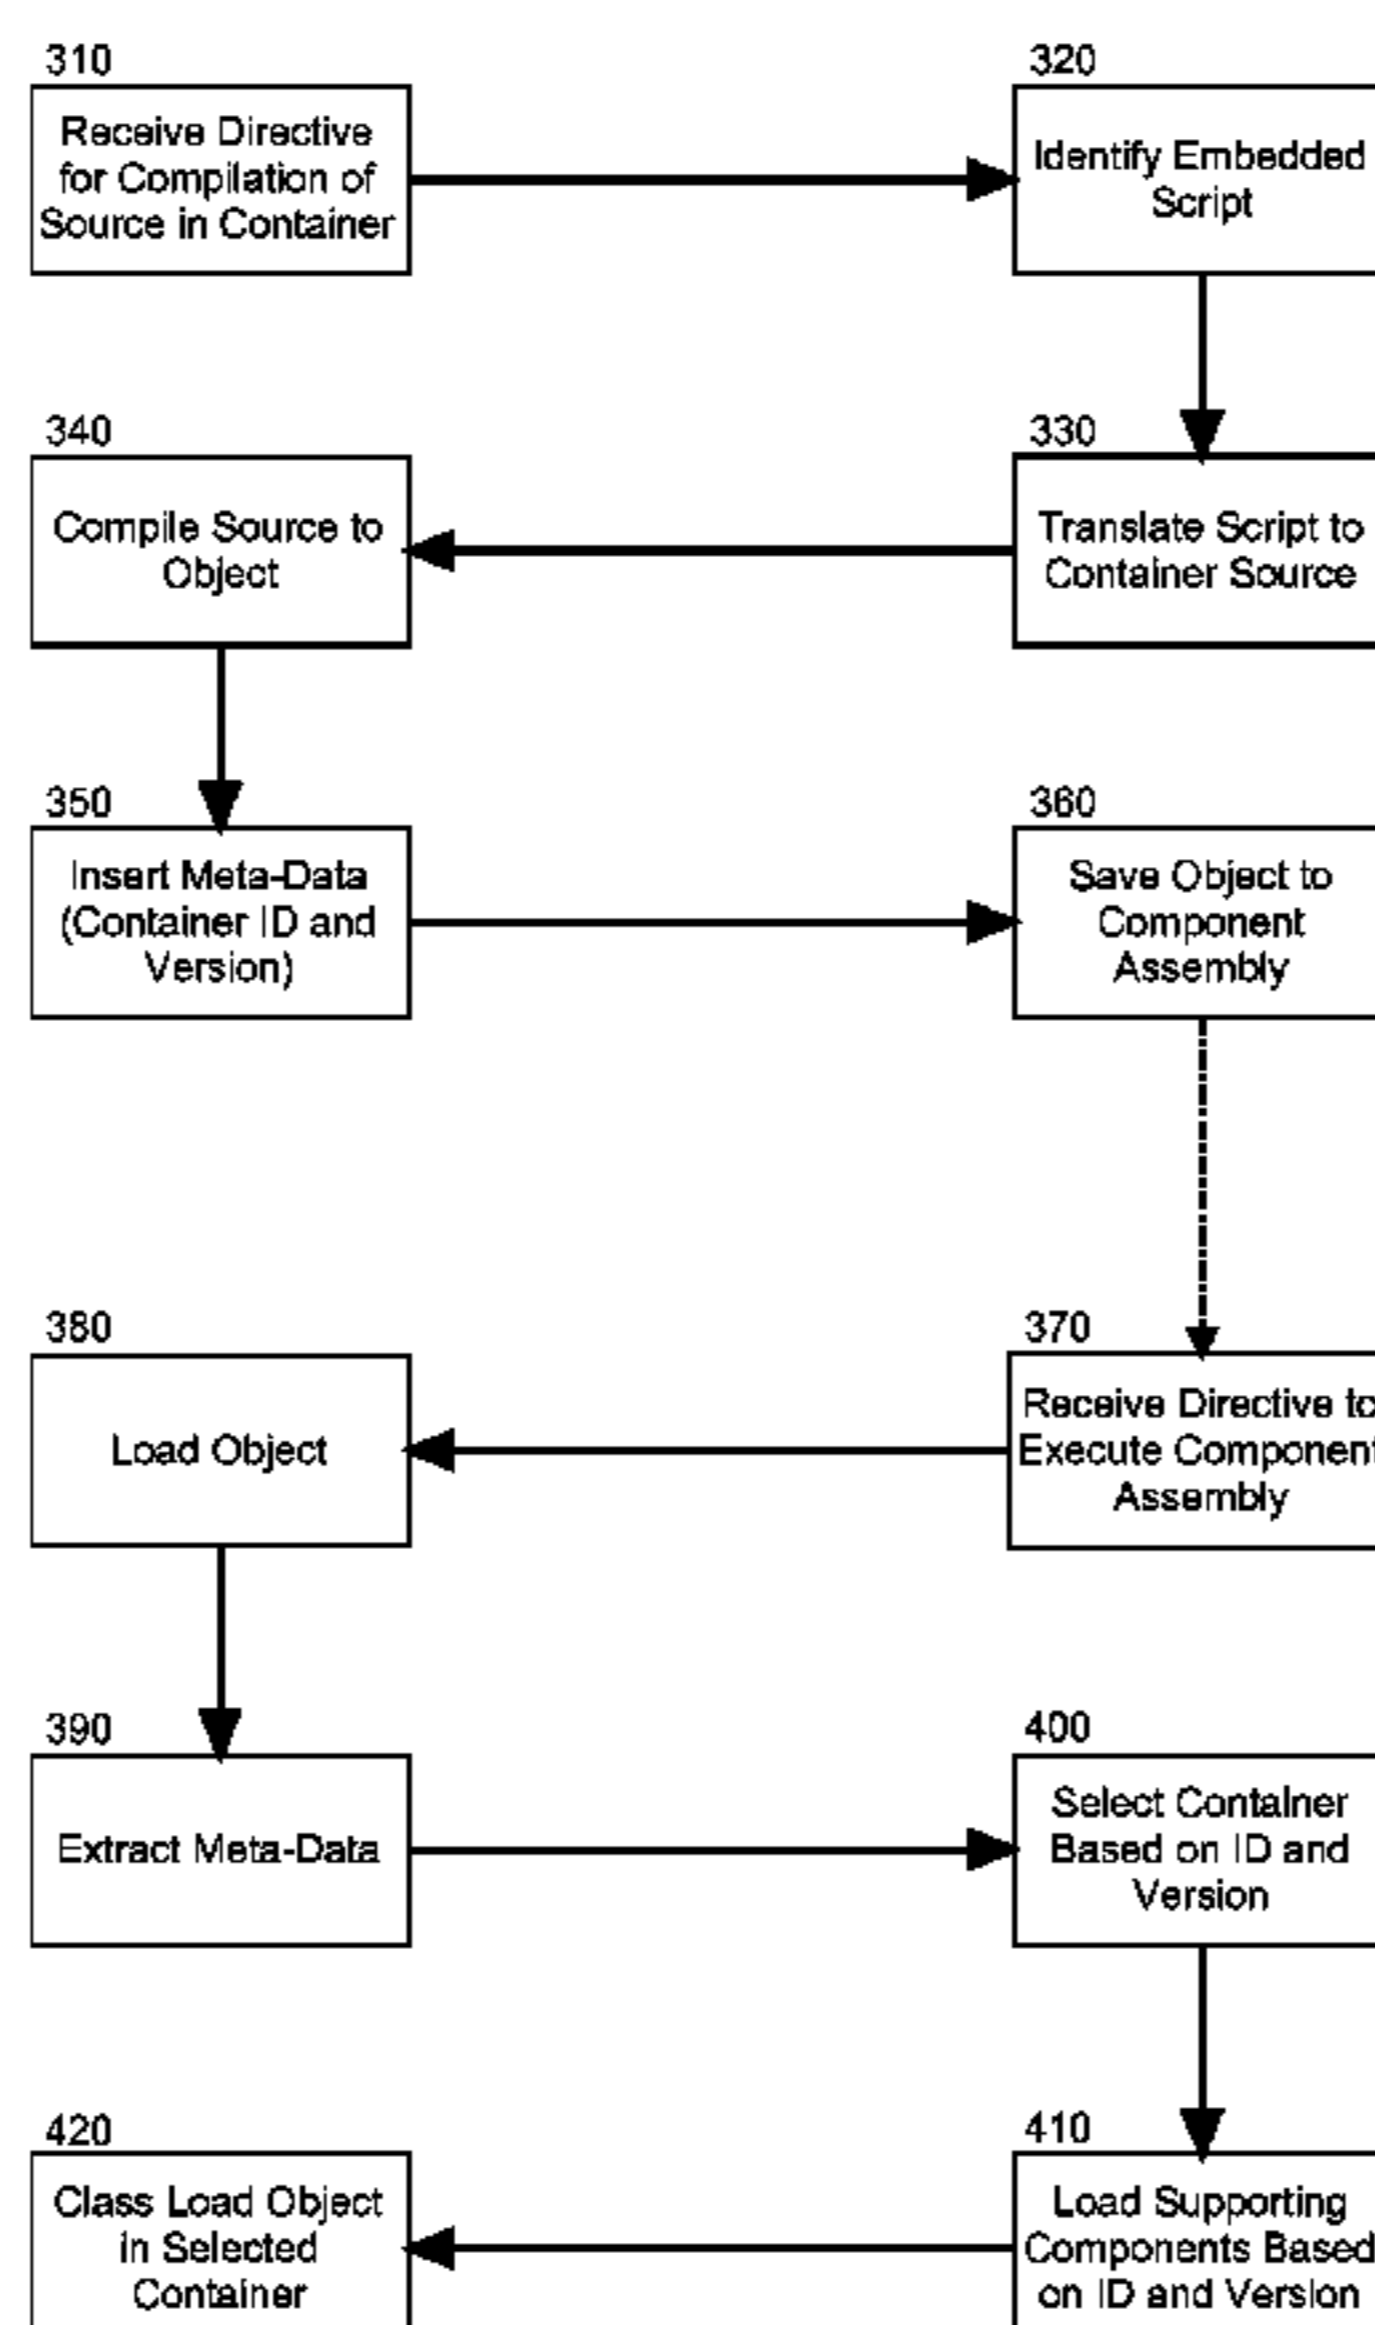 310
Receive Directive
for Compilation of
Source in Container
320
Identify Embedded
Script
340
Compile Source to
Object
330
Translate Script to
Container Source
350
Insert Meta-Data
(Container ID and
Version)
360
Save Object to
Component
Assembly
380
Load Object
370
Receive Directive to
Execute Component
Assembly
390
Extract Meta-Data
400
Select Container
Based on ID and
Version
420
Class Load Object
in Selected
Container
410
Load Supporting
Components Based
on ID and Version